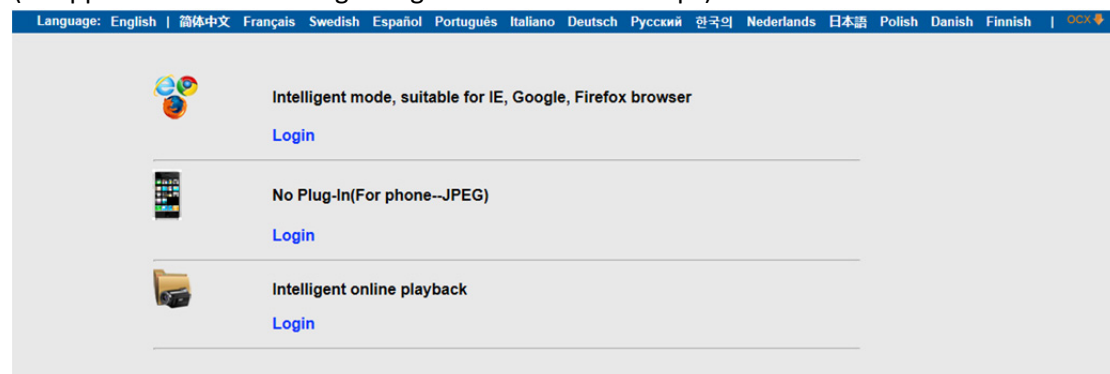 Language: English | 简体中文 Français Swedish Español Português Italiano Deutsch Русский 한국의 Nederlands 日本語 Polish Danish Finnish | OCX
Intelligent mode, suitable for IE, Google, Firefox browser
Login
No Plug-In(For phone--JPEG)
Login
Intelligent online playback
Login